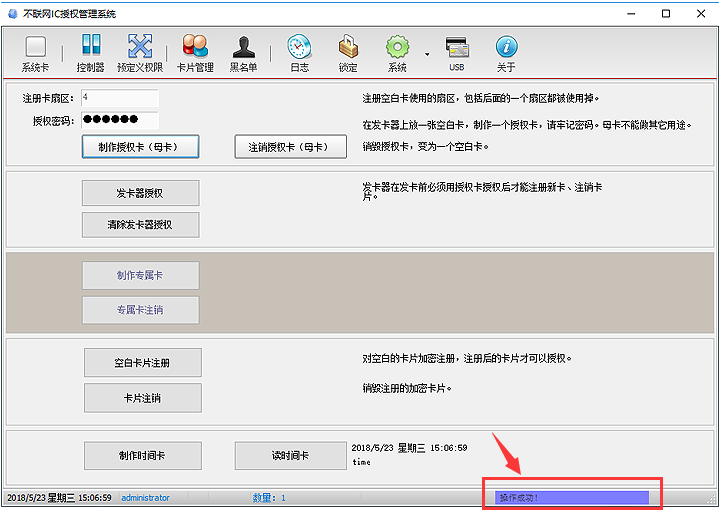 不联网IC授权管理系统
系统卡 控制器 预定义权限 卡片管理 黑名单 日志 锁定 系统 USB 关于
注册卡扇区: 4 注册空白卡使用的扇区，包括后面的一个扇区都该使用掉。
授权密码: ●●●●●● 在发卡器上放一张空白卡，制作一个授权卡，请牢记密码。母卡不能做其它用途。
制作授权卡（母卡） 注销授权卡（母卡） 销毁授权卡，变为一个空白卡。
发卡器授权 发卡器在发卡前必须用授权卡授权后才能注册新卡、注销卡
片。
清除发卡器授权
制作专属卡
专属卡注销
空白卡片注册 对空白的卡片加密注册，注册后的卡片才可以授权。
卡片注销 销毁注册的加密卡片。
制作时间卡 读时间卡 2018/5/23 星期三 15:06:59
time
2018/5/23 星期三 15:06:59 administrator 数量: 1 操作成功!